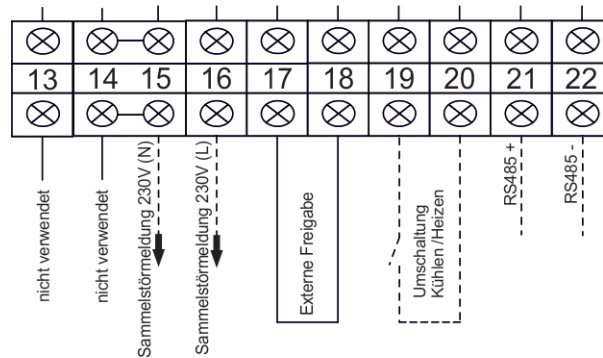 13 14 15 16 17 18 19 20 21 22
nicht verwendet
nicht verwendet
Sammelstörmeldung 230V (N)
Sammelstörmeldung 230V (L)
Externe Freigabe
Umschaltung
Kühlen /Heizen
RS485 +
RS485 -